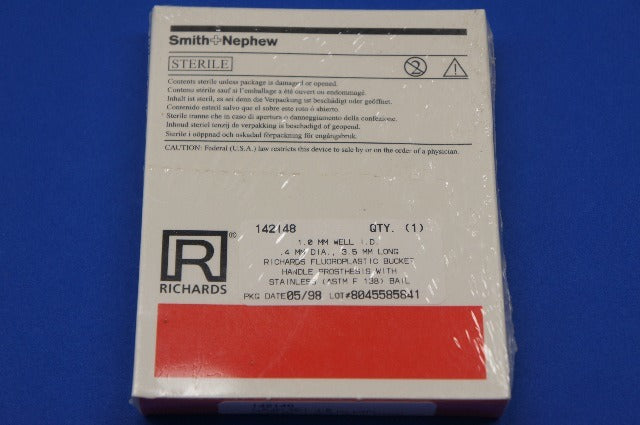 Smith+Nephew
STERILE
Contents sterile unless package is damaged or opened.
Contenu stérile sauf si l'emballage a été ouvert ou endommagé.
Inhalt ist steril, es sei denn die Verpackung ist beschädigt oder geöffnet.
Contenido esteril salvo que el sobre este roto ó abierto.
Sterile tranne che in caso di apertura o danneggiamento della confezione.
Inhoud steriel tenzij de verpakking is beschadigd of geopend.
Sterile i uöppnad och oskadad förpackning för engångsbruk.
CAUTION: Federal (U.S.A.) law restricts this device to sale by or on the order of a physician.
142148 QTY. (1)
1.0 MM WELL I.D.
.4 MM DIA., 3.5 MM LONG
RICHARDS FLUOROPLASTIC BUCKET
HANDLE PROSTHESIS WITH
STAINLESS (ASTM F 138) BAIL
PKG DATE 05/98 LOT# 8045585641
R ®
RICHARDS
142148